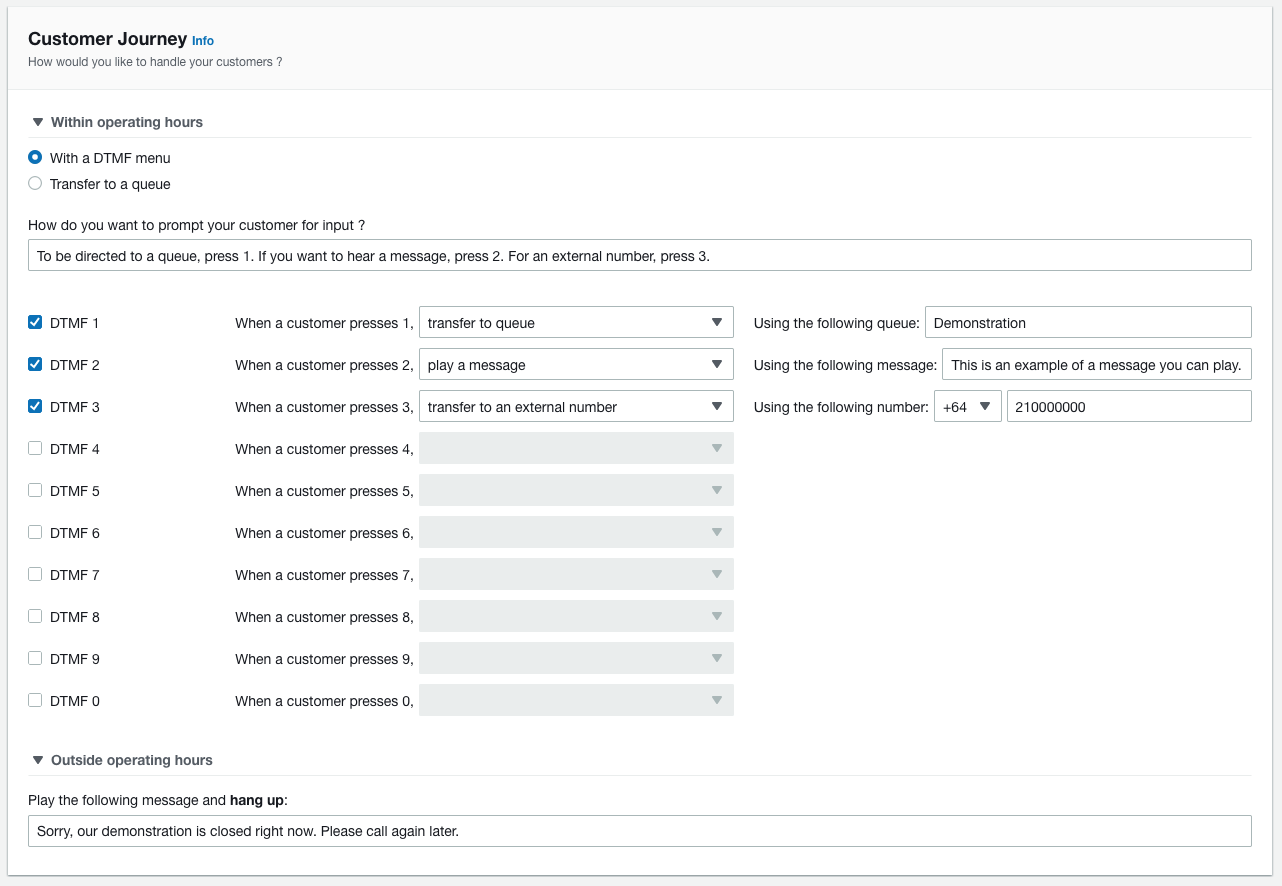 Customer Journey Info
How would you like to handle your customers ?
Within operating hours
With a DTMF menu
Transfer to a queue
How do you want to prompt your customer for input ?
To be directed to a queue, press 1. If you want to hear a message, press 2. For an external number, press 3.
DTMF 1 When a customer presses 1, transfer to queue Using the following queue: Demonstration
DTMF 2 When a customer presses 2, play a message Using the following message: This is an example of a message you can play.
DTMF 3 When a customer presses 3, transfer to an external number Using the following number: +64 210000000
DTMF 4 When a customer presses 4,
DTMF 5 When a customer presses 5,
DTMF 6 When a customer presses 6,
DTMF 7 When a customer presses 7,
DTMF 8 When a customer presses 8,
DTMF 9 When a customer presses 9,
DTMF 0 When a customer presses 0,
Outside operating hours
Play the following message and hang up:
Sorry, our demonstration is closed right now. Please call again later.